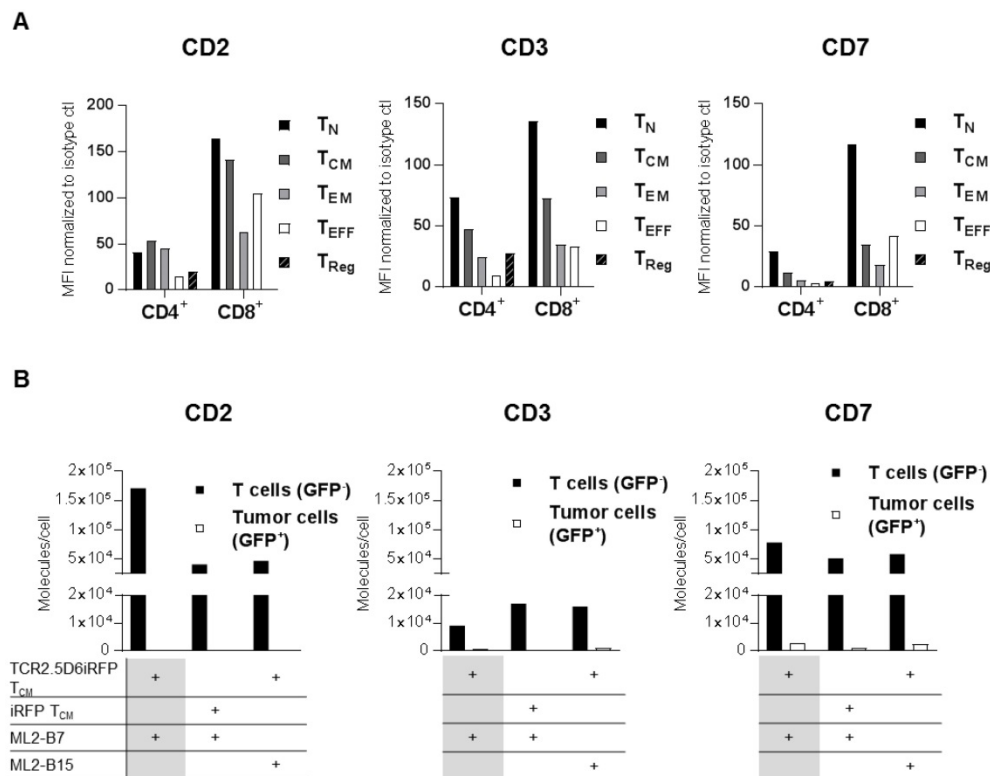 A
CD2
CD3
CD7
MFI normalized to isotype ctl
200
150
100
50
0
CD4+
CD8+
TN
TCM
TEM
TEFF
TReg
MFI normalized to isotype ctl
150
100
50
0
CD4+
CD8+
TN
TCM
TEM
TEFF
TReg
MFI normalized to isotype ctl
150
100
50
0
CD4+
CD8+
TN
TCM
TEM
TEFF
TReg
B
CD2
CD3
CD7
Molecules/cell
2x10⁵
1.5x10⁵
1x10⁵
5x10⁴
2x10⁴
1x10⁴
0
T cells (GFP-)
Tumor cells
(GFP+)
Molecules/cell
2x10⁵
1.5x10⁵
1x10⁵
5x10⁴
2x10⁴
1x10⁴
0
T cells (GFP-)
Tumor cells
(GFP+)
Molecules/cell
2x10⁵
1.5x10⁵
1x10⁵
5x10⁴
2x10⁴
1x10⁴
0
T cells (GFP-)
Tumor cells
(GFP+)
TCR2.5D6iRFP
TCM
+ + + + + +
iRFP TCM
+ + +
ML2-B7
+ + + + + +
ML2-B15
+ + +